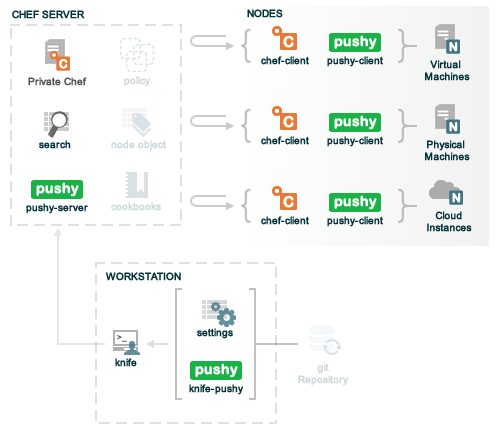 CHEF SERVER
Private Chef
policy
search
node object
pushy
pushy-server
cookbooks
NODES
C
chef-client
pushy
pushy-client
N
Virtual
Machines
C
chef-client
pushy
pushy-client
N
Physical
Machines
C
chef-client
pushy
pushy-client
N
Cloud
Instances
WORKSTATION
knife
settings
pushy
knife-pushy
git
Repository